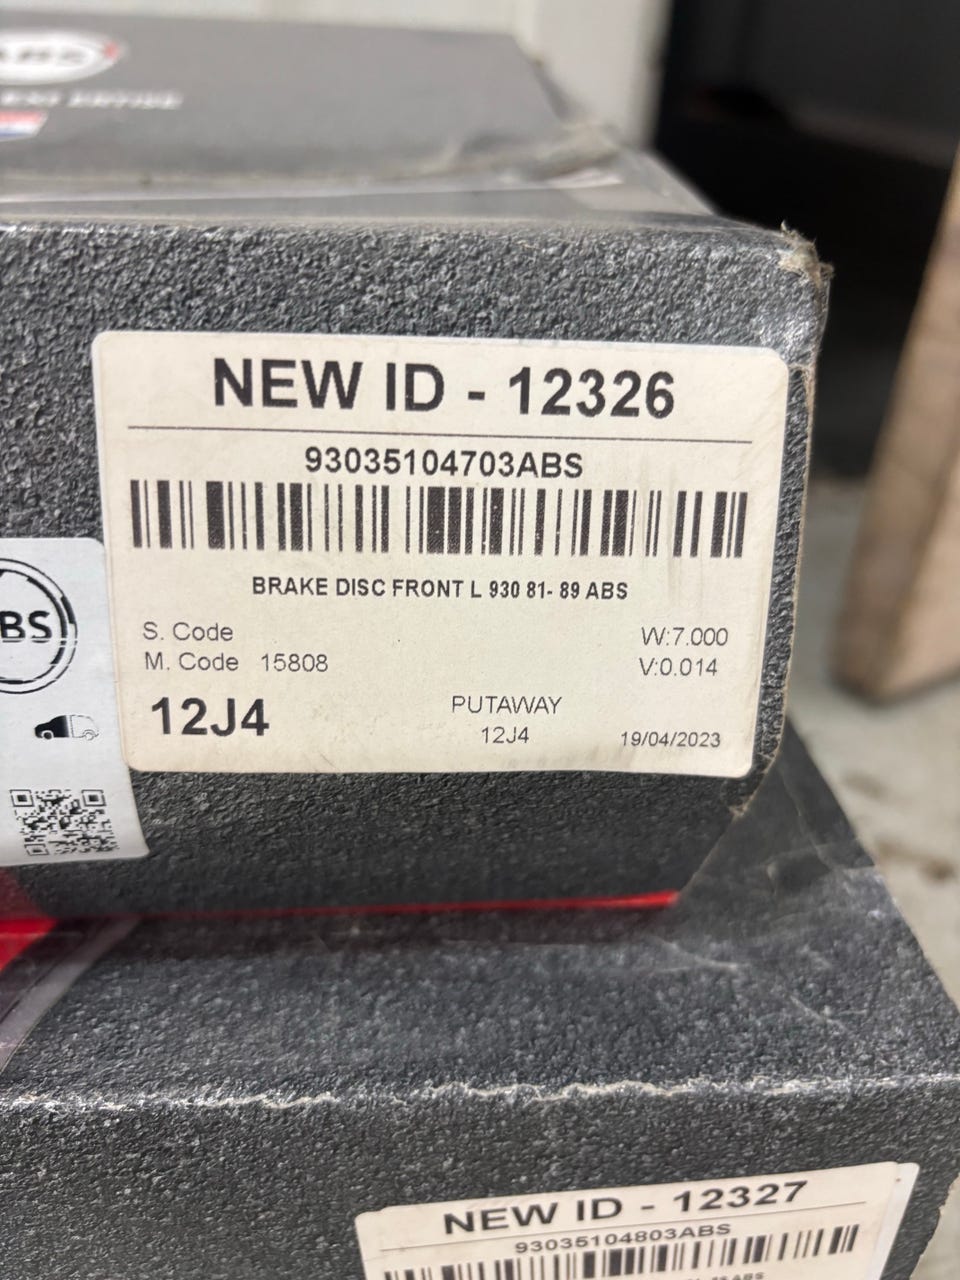 NEW ID - 12326
93035104703ABS
BRAKE DISC FRONT L 930 81- 89 ABS
S. Code
W:7.000
M. Code 15808
V:0.014
12J4
PUTAWAY
12J4
19/04/2023
BS
NEW ID - 12327
93035104803ABS